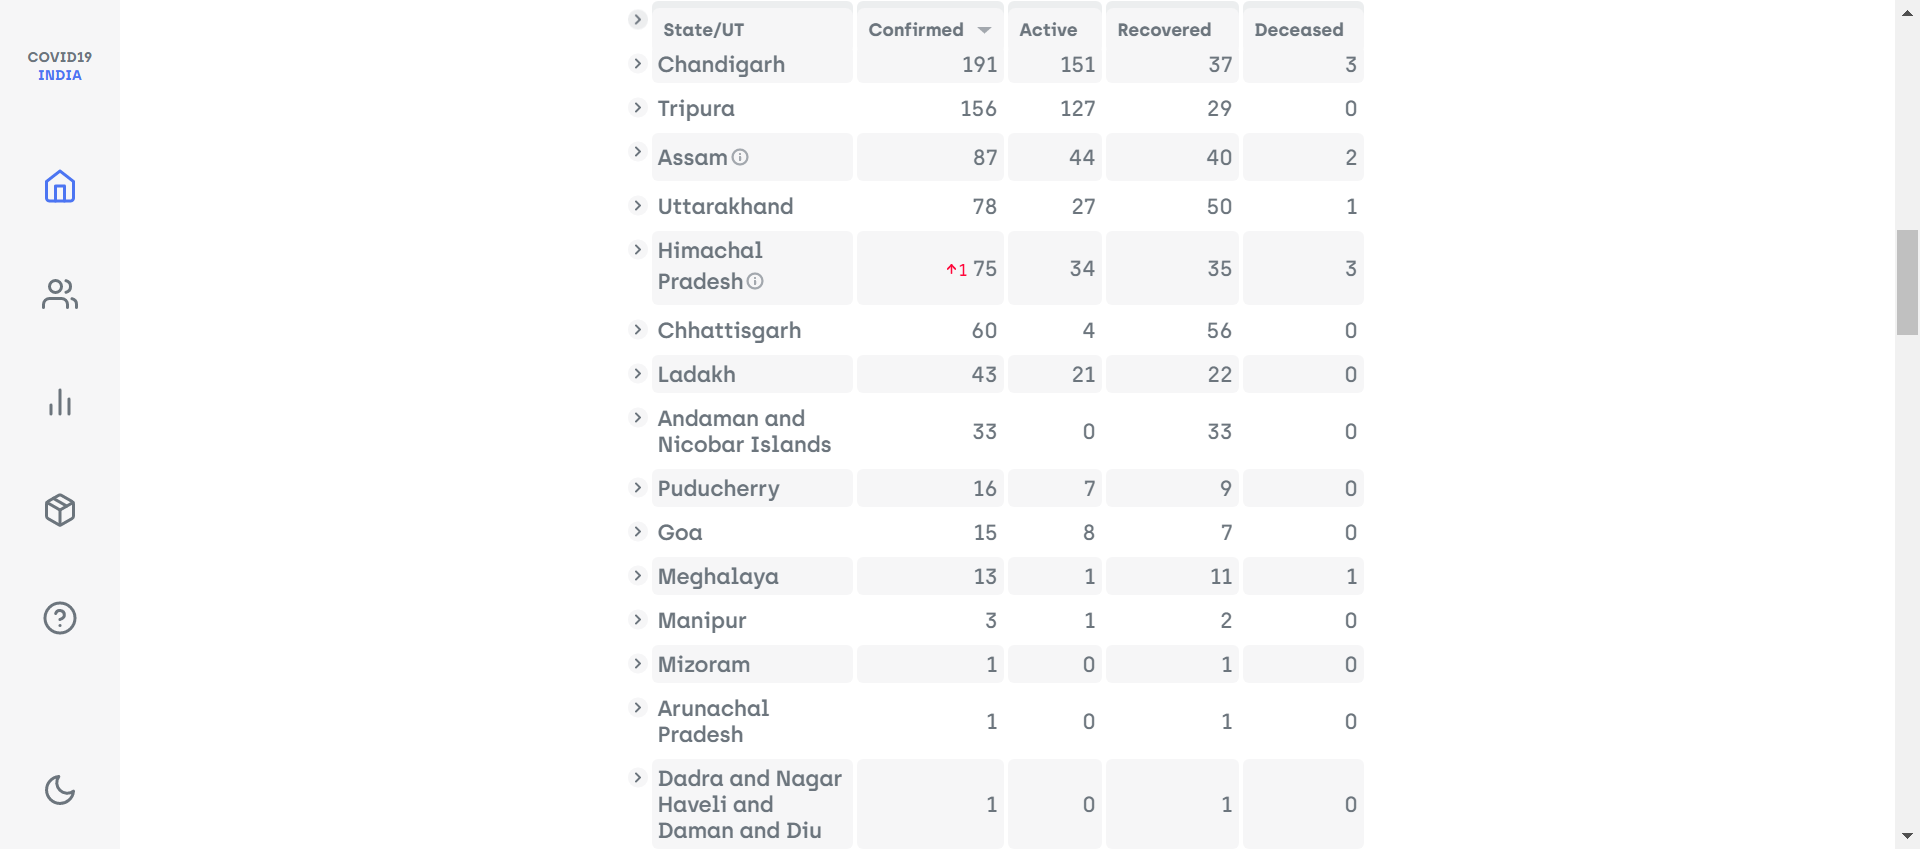 COVID19
INDIA
State/UT Confirmed Active Recovered Deceased
Chandigarh 191 151 37 3
Tripura 156 127 29 0
Assam 87 44 40 2
Uttarakhand 78 27 50 1
Himachal
Pradesh ↑1 75 34 35 3
Chhattisgarh 60 4 56 0
Ladakh 43 21 22 0
Andaman and
Nicobar Islands 33 0 33 0
Puducherry 16 7 9 0
Goa 15 8 7 0
Meghalaya 13 1 11 1
Manipur 3 1 2 0
Mizoram 1 0 1 0
Arunachal
Pradesh 1 0 1 0
Dadra and Nagar
Haveli and 1 0 1 0
Daman and Diu